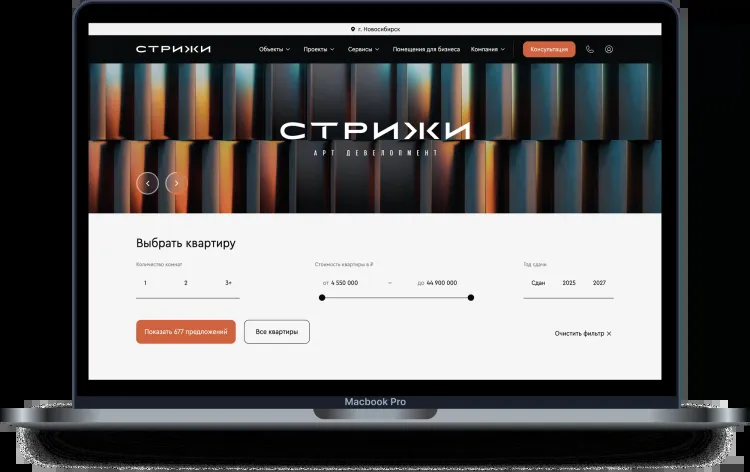 г. Новосибирск
СТРИЖИ Объекты Проекты Сервисы Помещения для бизнеса Компания Консультация
СТРИЖИ
АРТ ДЕВЕЛОПМЕНТ
Выбрать квартиру
Количество комнат Стоимость квартиры в ₽ Год сдачи
1 2 3+ от 4 550 000 – до 44 900 000 Сдан 2025 2027
Показать 677 предложений Все квартиры Очистить фильтр ×
Macbook Pro